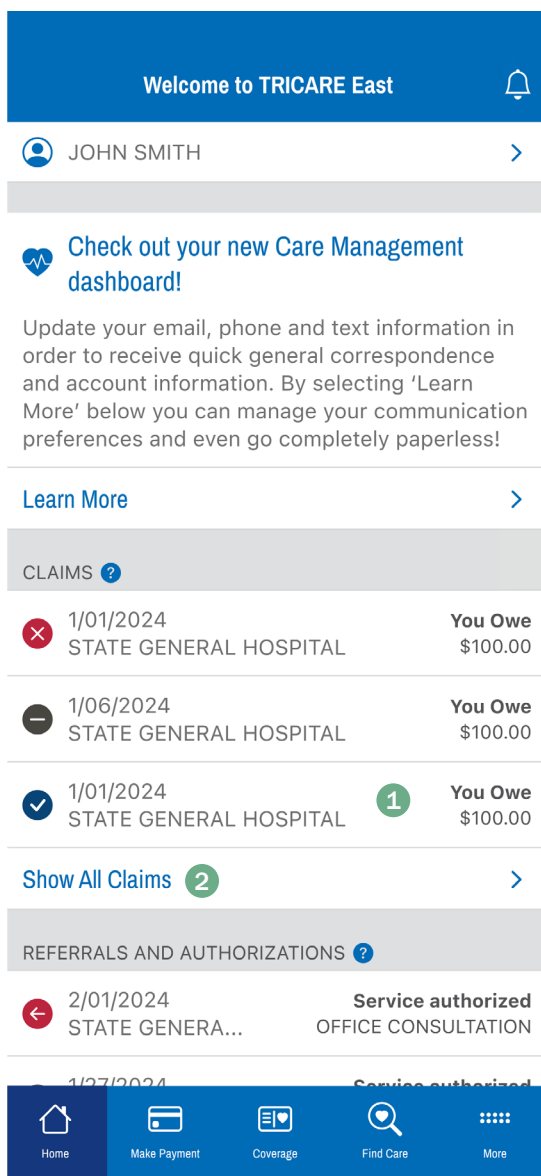 Welcome to TRICARE East
JOHN SMITH
Check out your new Care Management
dashboard!
Update your email, phone and text information in
order to receive quick general correspondence
and account information. By selecting ‘Learn
More’ below you can manage your communication
preferences and even go completely paperless!
Learn More
CLAIMS ?
1/01/2024 You Owe
STATE GENERAL HOSPITAL $100.00
1/06/2024 You Owe
STATE GENERAL HOSPITAL $100.00
1/01/2024 1 You Owe
STATE GENERAL HOSPITAL $100.00
Show All Claims 2
REFERRALS AND AUTHORIZATIONS ?
2/01/2024 Service authorized
STATE GENERA... OFFICE CONSULTATION
1/27/2024 Service authorized
Home Make Payment Coverage Find Care More